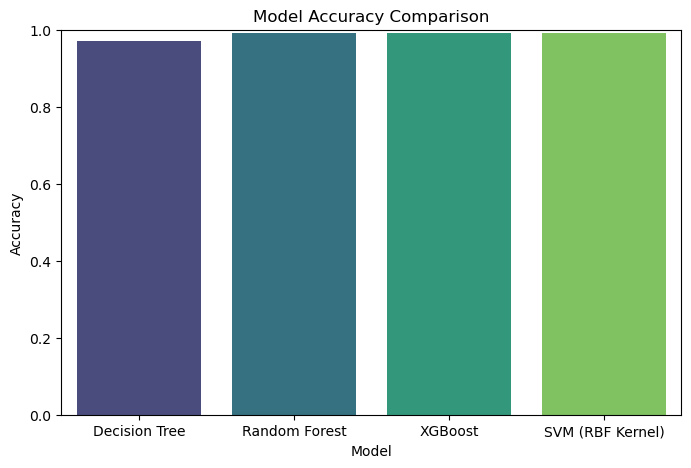 Model Accuracy Comparison
1.0
0.8
0.6
0.4
0.2
0.0
Accuracy
Decision Tree Random Forest XGBoost SVM (RBF Kernel)
Model